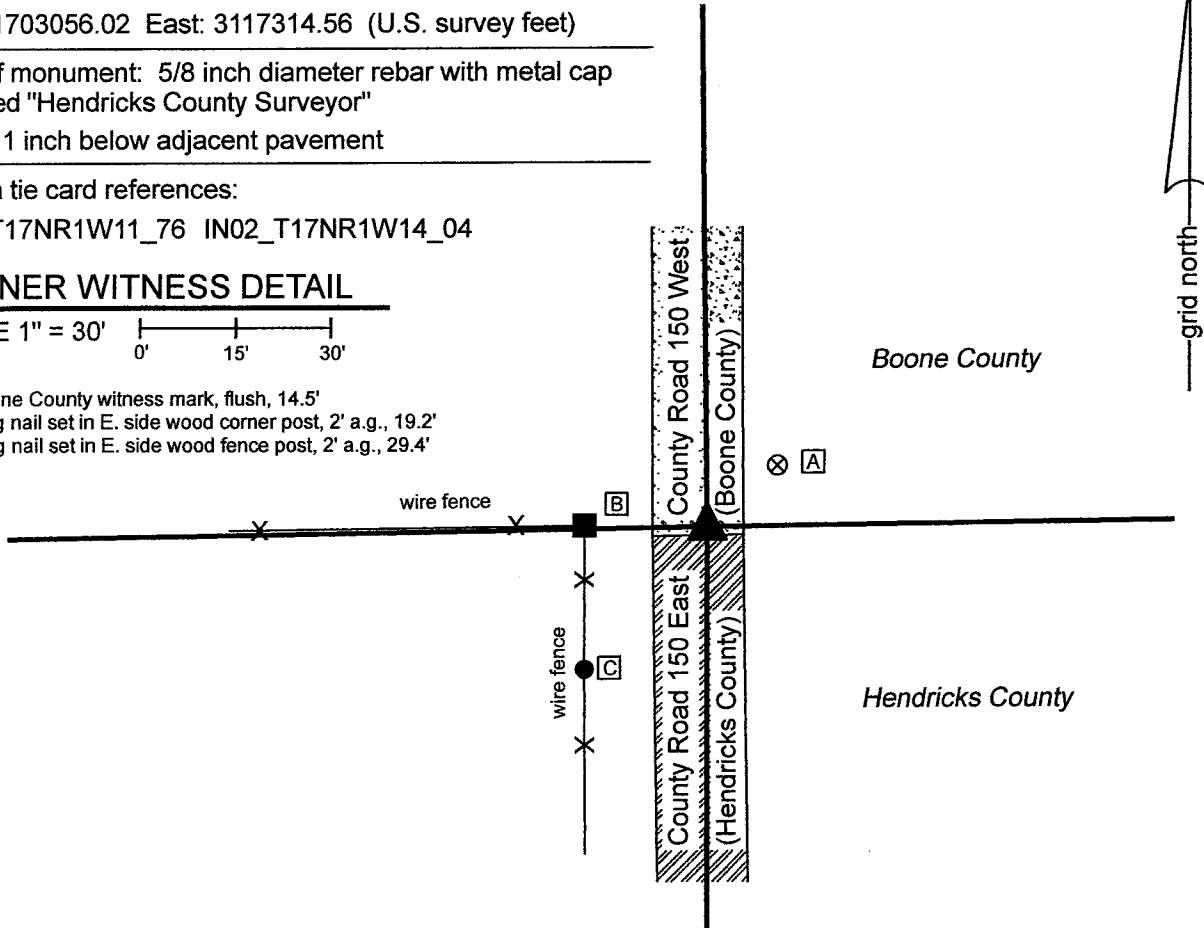 1703056.02 East: 3117314.56 (U.S. survey feet)
f monument: 5/8 inch diameter rebar with metal cap
ed "Hendricks County Surveyor"
1 inch below adjacent pavement
tie card references:
T17NR1W11_76 IN02_T17NR1W14_04
NER WITNESS DETAIL
E 1" = 30'
0' 15' 30'
ne County witness mark, flush, 14.5'
g nail set in E. side wood corner post, 2' a.g., 19.2'
g nail set in E. side wood fence post, 2' a.g., 29.4'
grid north
County Road 150 West
(Boone County)
Boone County
A
wire fence
B
County Road 150 East
(Hendricks County)
wire fence
C
Hendricks County